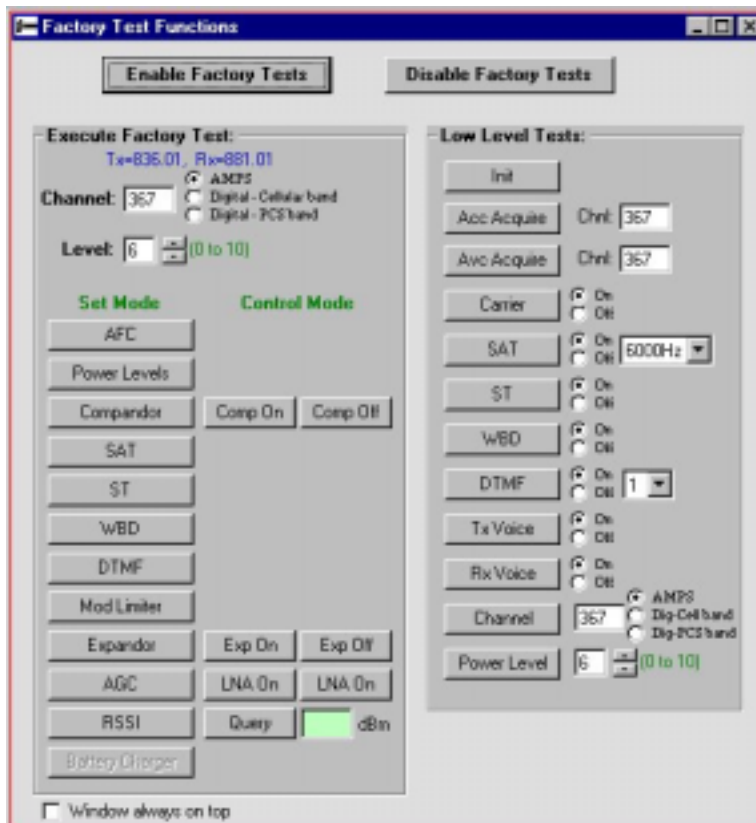 Factory Test Functions
Enable Factory Tests
Disable Factory Tests
Execute Factory Test:
Tx=836.01, Rx=881.01
Channel: 367
AMPS
Digital - Cellular band
Digital - PCS band
Level: 6 (0 to 10)
Set Mode Control Mode
AFC
Power Levels
Compandor Comp On Comp Off
SAT
ST
WBD
DTMF
Mod Limiter
Expandor Exp On Exp Off
AGC LNA On LNA On
RSSI Query dBm
Battery Charger
Window always on top
Low Level Tests:
Init
Acc Acquire Chnl: 367
Avc Acquire Chnl: 367
Carrier On
Off
SAT On 6000Hz
Off
ST On
Off
WBD On
Off
DTMF On 1
Off
Tx Voice On
Off
Rx Voice On
Off
Channel 367 AMPS
Dig-Cell band
Dig-PCS band
Power Level 6 (0 to 10)